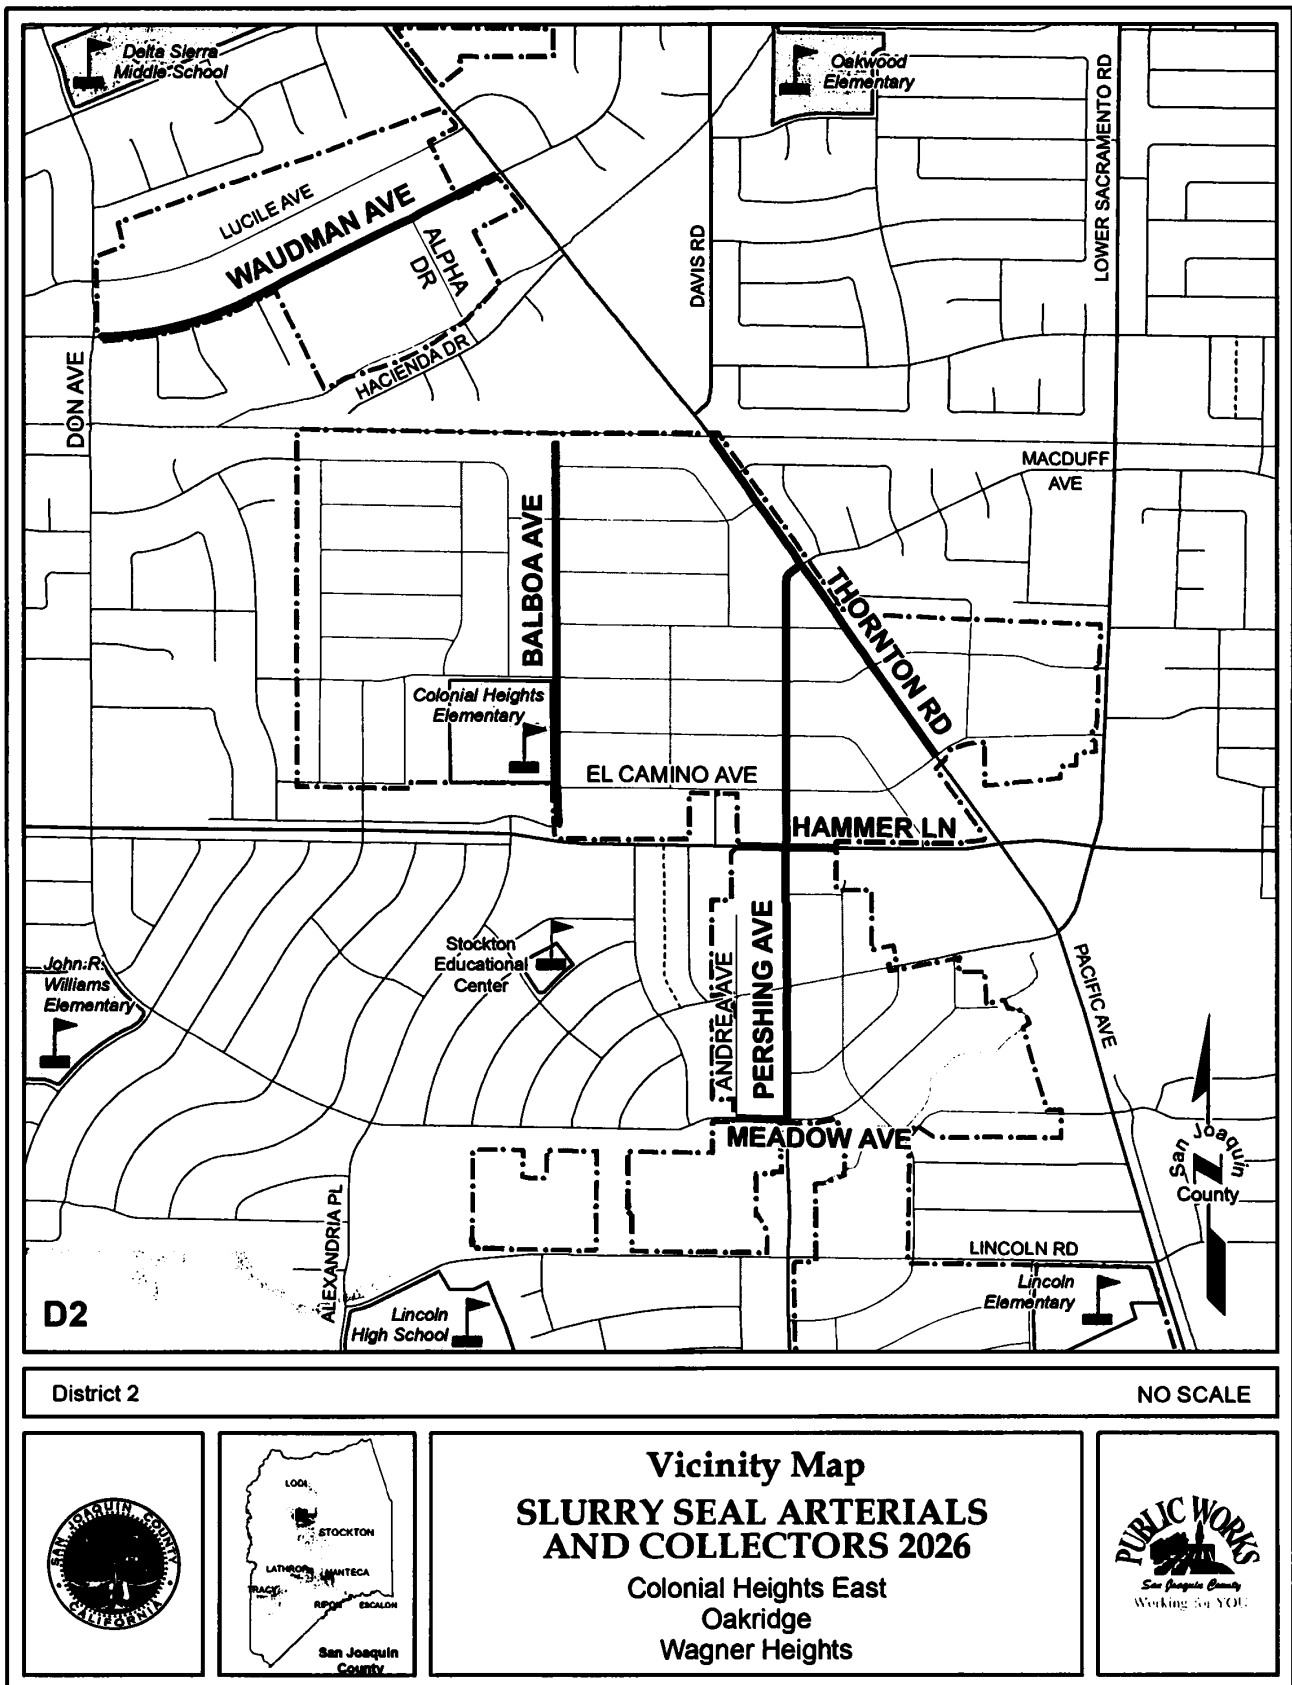 Delta Sierra
Middle School
Oakwood
Elementary
LOWER SACRAMENTO RD
LUCILE AVE
WAUDMAN AVE
ALPHA
DR
DAVIS RD
HACIENDA DR
DON AVE
MACDUFF
AVE
BALBOA AVE
THORNTON RD
Colonial Heights
Elementary
EL CAMINO AVE
HAMMER LN
Stockton
Educational
Center
John R.
Williams
Elementary
ANDREA AVE
PERSHING AVE
PACIFIC AVE
MEADOW AVE
San Joaquin
County
ALEXANDRIA PL
LINCOLN RD
Lincoln
Elementary
Lincoln
High School
D2
District 2
NO SCALE
SAN JOAQUIN COUNTY
CALIFORNIA
LODI
STOCKTON
LATHROP
MANTECA
TRACY
RIPON
ESCALON
San Joaquin
County
Vicinity Map
SLURRY SEAL ARTERIALS
AND COLLECTORS 2026
Colonial Heights East
Oakridge
Wagner Heights
PUBLIC WORKS
San Joaquin County
Working for YOU